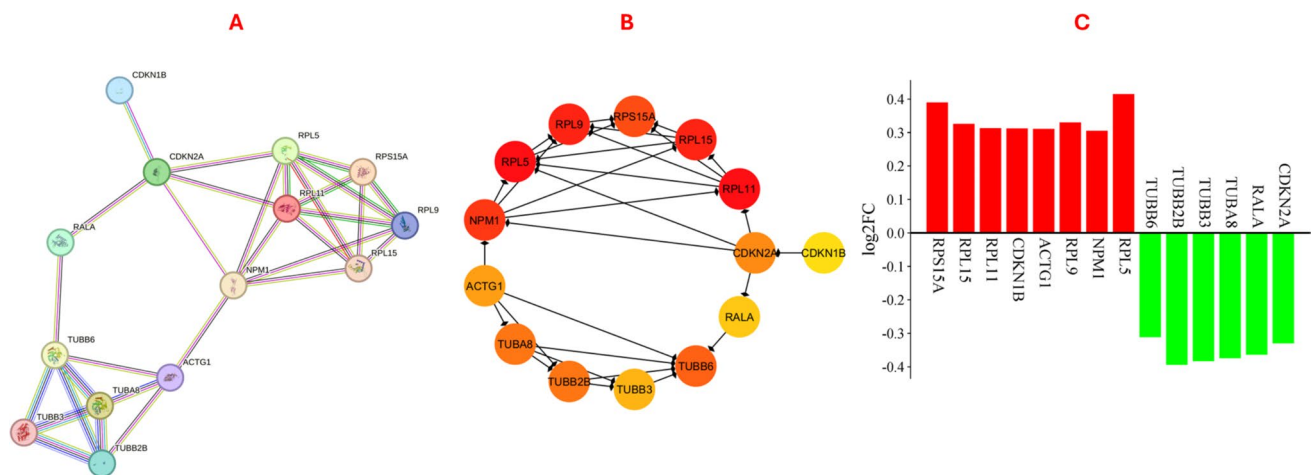 A
B
C
CDKN1B
CDKN2A
RPL5
RPS15A
RPL11
RPL9
RPL15
RALA
NPM1
TUBB6
ACTG1
TUBA8
TUBB3
TUBB2B
RPL9
RPS15A
RPL15
RPL5
RPL11
NPM1
CDKN2A
CDKN1B
ACTG1
RALA
TUBA8
TUBB6
TUBB2B
TUBB3
log2FC
0.4
0.3
0.2
0.1
0.0
-0.1
-0.2
-0.3
-0.4
RPS15A
RPL15
RPL11
CDKN1B
ACTG1
RPL9
NPM1
RPL5
TUBB6
TUBB2B
TUBB3
TUBA8
RALA
CDKN2A